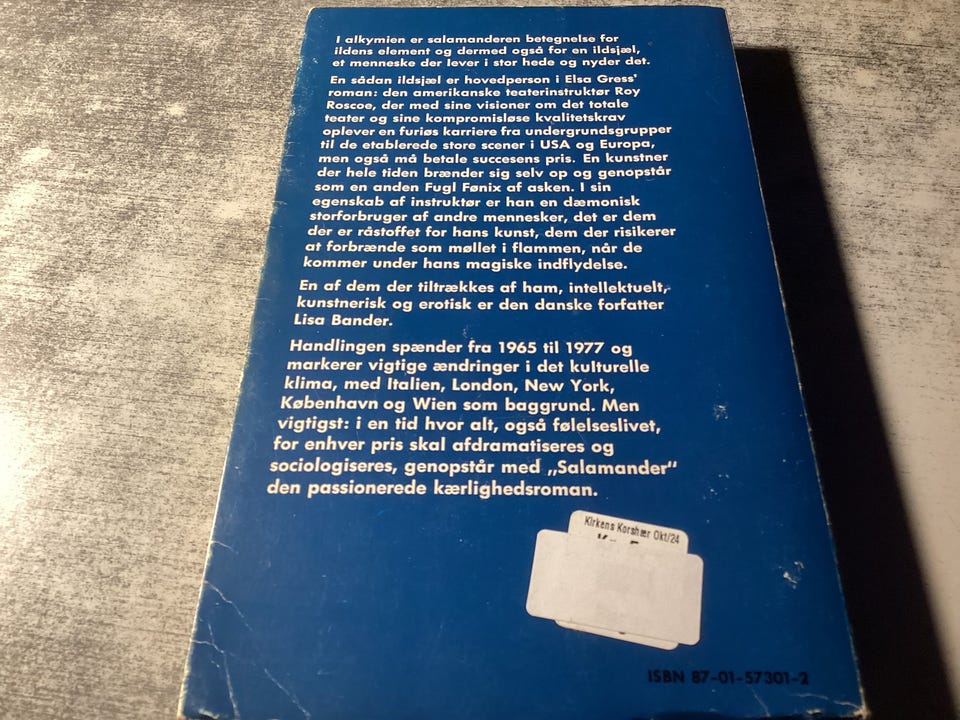 I alkymien er salamanderen betegnelse for
ildens element og dermed også for en ildsjæl,
et menneske der lever i stor hede og nyder det.
En sådan ildsjæl er hovedperson i Elsa Gress'
roman: den amerikanske teaterinstruktør Roy
Roscoe, der med sine visioner om det totale
teater og sine kompromisløse kvalitetskrav
oplever en furiøs karriere fra undergrundsgrupper
til de etablerede store scener i USA og Europa,
men også må betale succesens pris. En kunstner
der hele tiden brænder sig selv op og genopstår
som en anden Fugl Fønix af asken. I sin
egenskab af instruktør er han en dæmonisk
storforbruger af andre mennesker, det er dem
der er råstoffet for hans kunst, dem der risikerer
at forbrænde som møllet i flammen, når de
kommer under hans magiske indflydelse.
En af dem der tiltrækkes af ham, intellektuelt,
kunstnerisk og erotisk er den danske forfatter
Lisa Bander.
Handlingen spænder fra 1965 til 1977 og
markerer vigtige ændringer i det kulturelle
klima, med Italien, London, New York,
København og Wien som baggrund. Men
vigtigst: i en tid hvor alt, også følelseslivet,
for enhver pris skal afdramatiseres og
sociologiseres, genopstår med „Salamander"
den passionerede kærlighedsroman.
Kirkens Korshær Okt/24
ISBN 87-01-57301-2